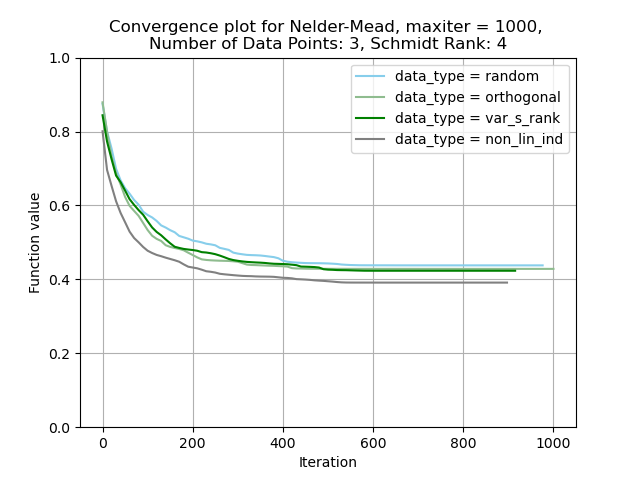 Convergence plot for Nelder-Mead, maxiter = 1000,
Number of Data Points: 3, Schmidt Rank: 4
data_type = random
data_type = orthogonal
data_type = var_s_rank
data_type = non_lin_ind
Function value
1.0
0.8
0.6
0.4
0.2
0.0
0 200 400 600 800 1000
Iteration